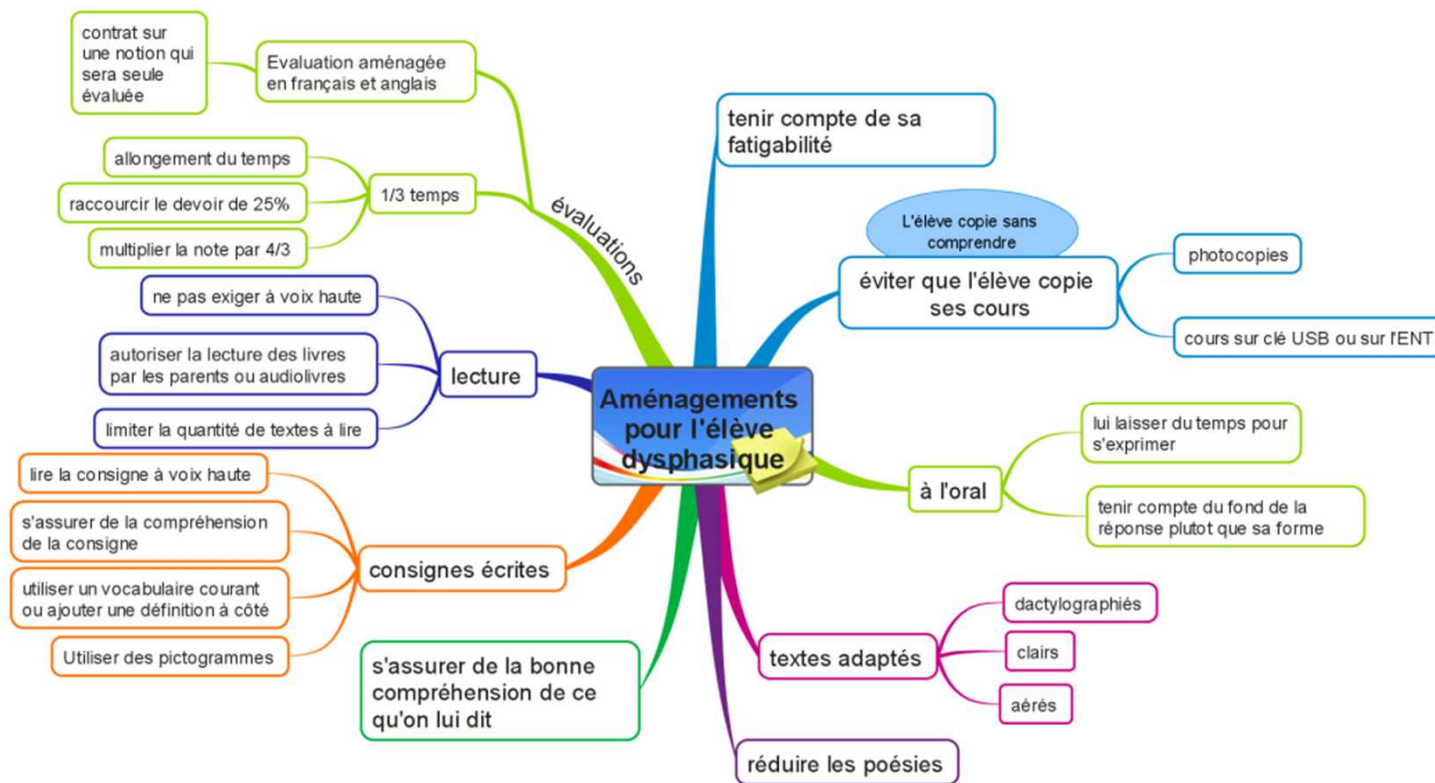 Aménagements
pour l'élève
dysphasique
tenir compte de sa
fatigabilité
L'élève copie sans
comprendre
éviter que l'élève copie
ses cours
photocopies
cours sur clé USB ou sur l'ENT
à l'oral
lui laisser du temps pour
s'exprimer
tenir compte du fond de la
réponse plutot que sa forme
textes adaptés
dactylographiés
clairs
aérés
réduire les poésies
s'assurer de la bonne
compréhension de ce
qu'on lui dit
consignes écrites
lire la consigne à voix haute
s'assurer de la compréhension
de la consigne
utiliser un vocabulaire courant
ou ajouter une définition à côté
Utiliser des pictogrammes
lecture
ne pas exiger à voix haute
autoriser la lecture des livres
par les parents ou audiolivres
limiter la quantité de textes à lire
évaluations
Evaluation aménagée
en français et anglais
contrat sur
une notion qui
sera seule
évaluée
1/3 temps
allongement du temps
raccourcir le devoir de 25%
multiplier la note par 4/3